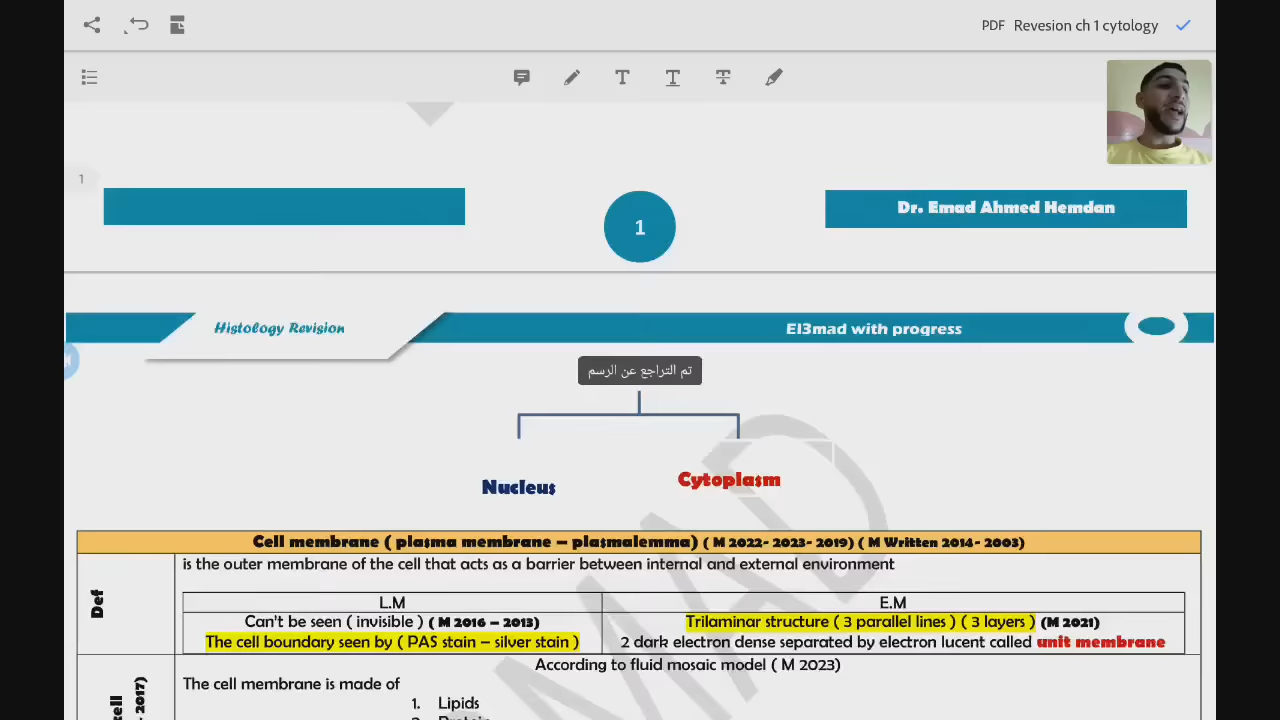 PDF Revesion ch 1 cytology
1
1
Dr. Emad Ahmed Hemdan
Histology Revision
El3mad with progress
تم التراجع عن الرسم
Nucleus
Cytoplasm
Cell membrane ( plasma membrane – plasmalemma) ( M 2022- 2023- 2019) ( M Written 2014- 2003)
Def
is the outer membrane of the cell that acts as a barrier between internal and external environment
L.M
E.M
Can't be seen ( invisible ) ( M 2016 – 2013)
Trilaminar structure ( 3 parallel lines ) ( 3 layers ) (M 2021)
The cell boundary seen by ( PAS stain – silver stain )
2 dark electron dense separated by electron lucent called unit membrane
According to fluid mosaic model ( M 2023)
The cell membrane is made of
1. Lipids
2017)